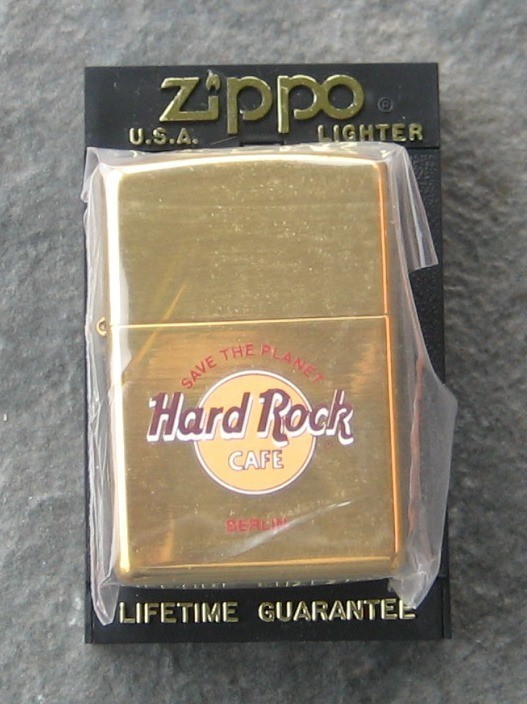 zippo ®
U.S.A. LIGHTER
SAVE THE PLANET
Hard Rock
CAFE
BERLIN
LIFETIME GUARANTEE